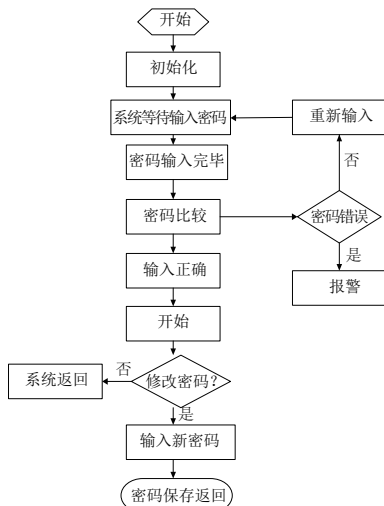 开始
初始化
系统等待输入密码
重新输入
密码输入完毕
否
密码比较
密码错误
是
输入正确
报警
开始
否
系统返回
修改密码?
是
输入新密码
密码保存返回